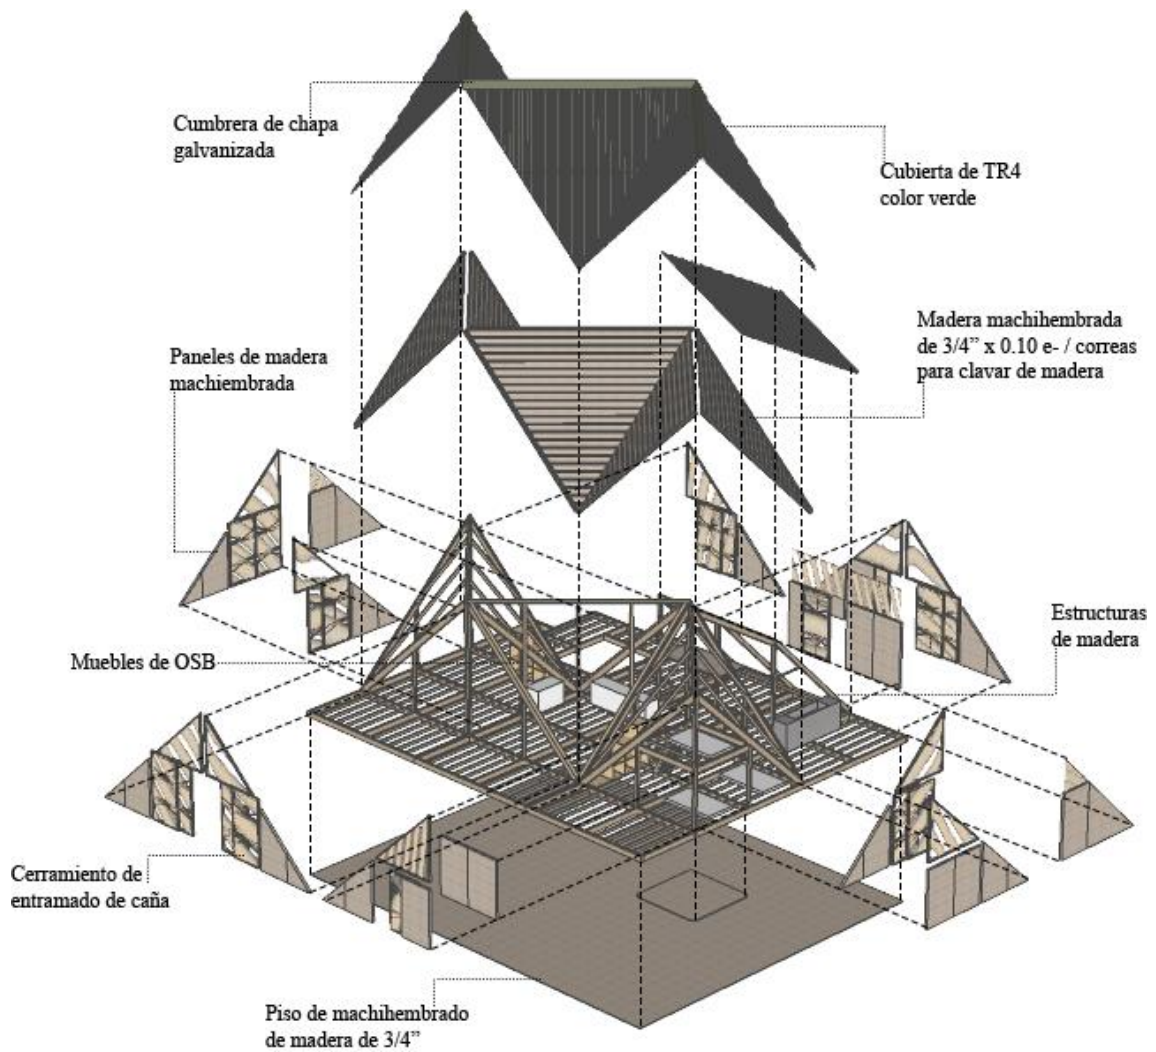 Cumbrera de chapa
galvanizada
Cubierta de TR4
color verde
Madera machihembrada
de 3/4” x 0.10 e- / correas
para clavar de madera
Paneles de madera
machiembrada
Estructuras
de madera
Muebles de OSB
Cerramiento de
entramado de caña
Piso de machihembrado
de madera de 3/4”